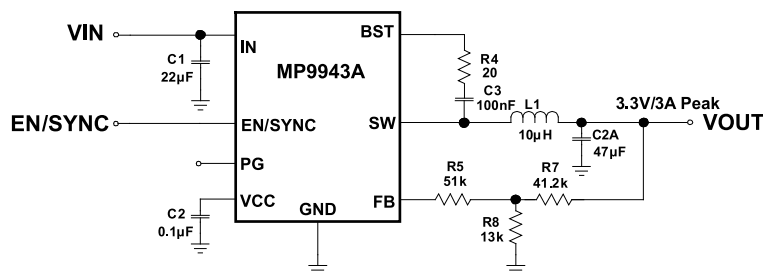 VIN
C1
22µF
IN
BST
MP9943A
R4
20
C3
100nF
L1
10µH
3.3V/3A Peak
VOUT
EN/SYNC
EN/SYNC
SW
C2A
47µF
PG
VCC
C2
0.1µF
GND
FB
R5
51k
R7
41.2k
R8
13k